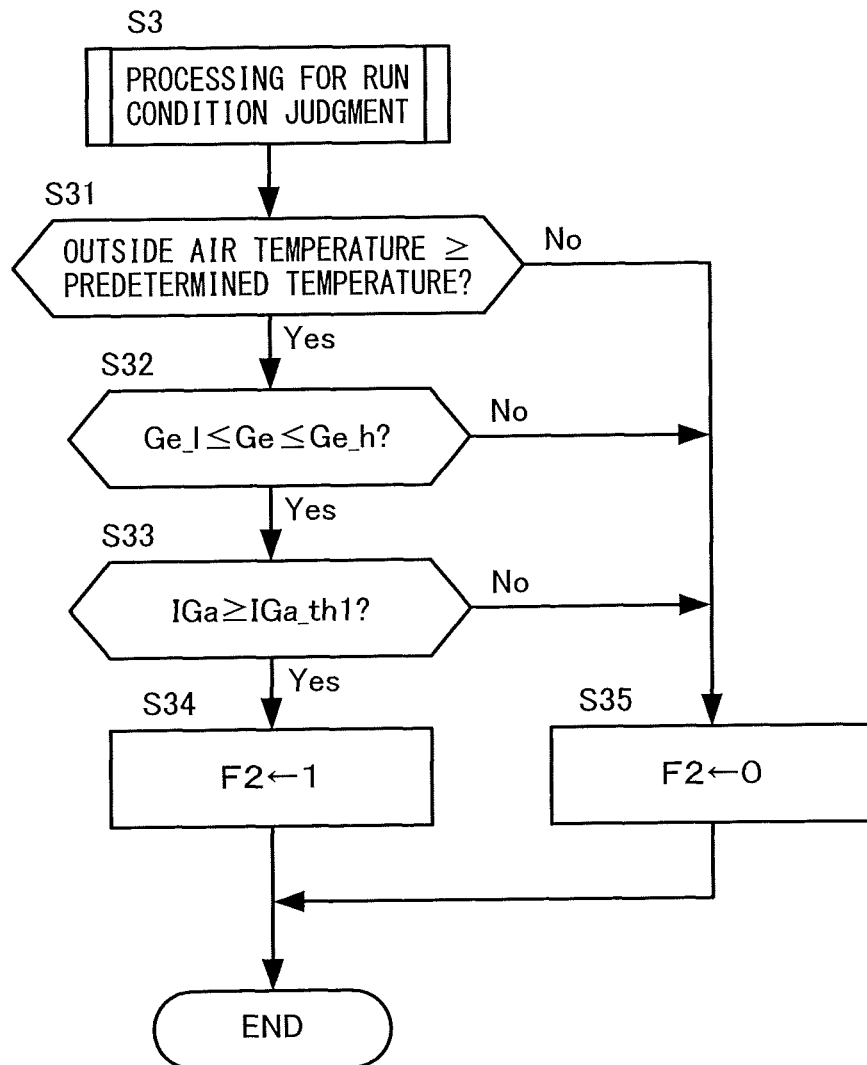 S3
PROCESSING FOR RUN
CONDITION JUDGMENT
S31
OUTSIDE AIR TEMPERATURE ≥
PREDETERMINED TEMPERATURE?
No
Yes
S32
Ge_l≤Ge≤Ge_h?
No
Yes
S33
IGa≥IGa_th1?
No
Yes
S34
F2←1
S35
F2←0
END